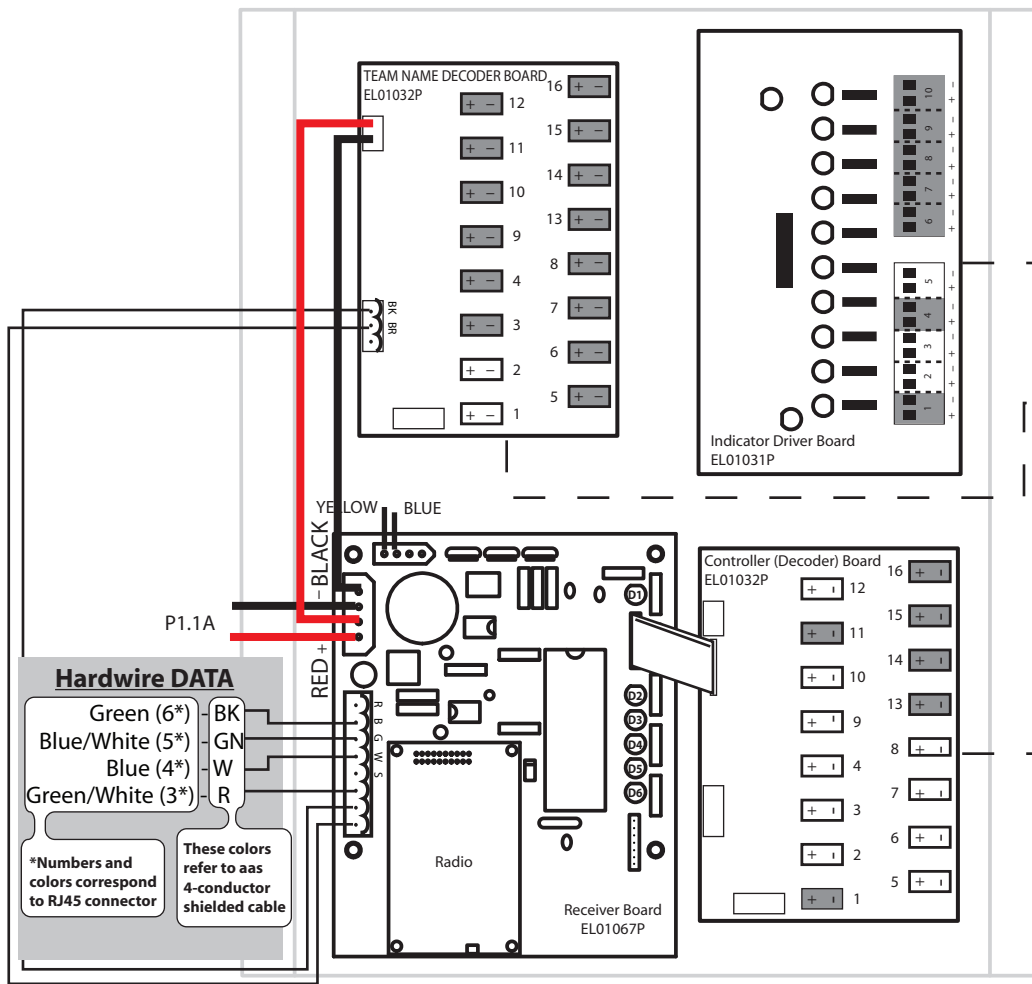 TEAM NAME DECODER BOARD
EL01032P
16
+ -
12
+ -
15
+ -
11
+ -
14
+ -
10
+ -
13
+ -
9
+ -
8
+ -
4
+ -
7
+ -
3
+ -
6
+ -
2
+ -
5
+ -
1
+ -
BK
BR
10
- +
9
- +
8
- +
7
- +
6
- +
5
- +
4
- +
3
- +
2
- +
1
- +
Indicator Driver Board
EL01031P
YELLOW
BLUE
– BLACK
RED +
P1.1A
D1
D2
D3
D4
D5
D6
R
B
G
W
S
Radio
Receiver Board
EL01067P
Controller (Decoder) Board
EL01032P
16
+ -
12
+ -
15
+ -
11
+ -
14
+ -
10
+ -
13
+ -
9
+ -
8
+ -
4
+ -
7
+ -
3
+ -
6
+ -
2
+ -
5
+ -
1
+ -
Hardwire DATA
Green (6*) - BK
Blue/White (5*) - GN
Blue (4*) - W
Green/White (3*) - R
*Numbers and
colors correspond
to RJ45 connector
These colors
refer to aas
4-conductor
shielded cable